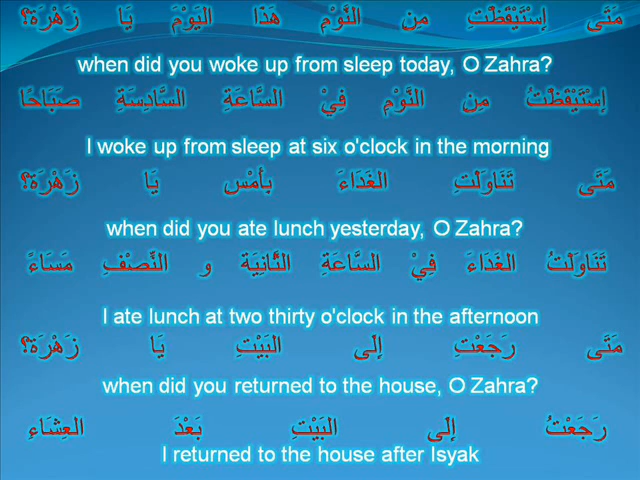 مَتَى إِسْتَيْقَظْتِ مِنِ النَّوْمِ هَذَا اليَوْمَ يَا زَهْرَة؟
when did you woke up from sleep today, O Zahra?
إِسْتَيْقَظْتُ مِنِ النَّوْمِ فِيْ السَّاعَةِ السَّادِسَةِ صَبَاحًا
I woke up from sleep at six o'clock in the morning
مَتَى تَنَاوَلْتِ الغَدَاءَ بِأَمْسِ يَا زَهْرَة؟
when did you ate lunch yesterday, O Zahra?
تَنَاوَلْتُ الغَدَاءَ فِيْ السَّاعَةِ الثَّانِيَة و النِّصْفِ مَسَاءً
I ate lunch at two thirty o'clock in the afternoon
مَتَى رَجَعْتِ إِلَى البَيْتِ يَا زَهْرَة؟
when did you returned to the house, O Zahra?
رَجَعْتُ إِلَى البَيْتِ بَعْدَ العِشَاءِ
I returned to the house after Isyak